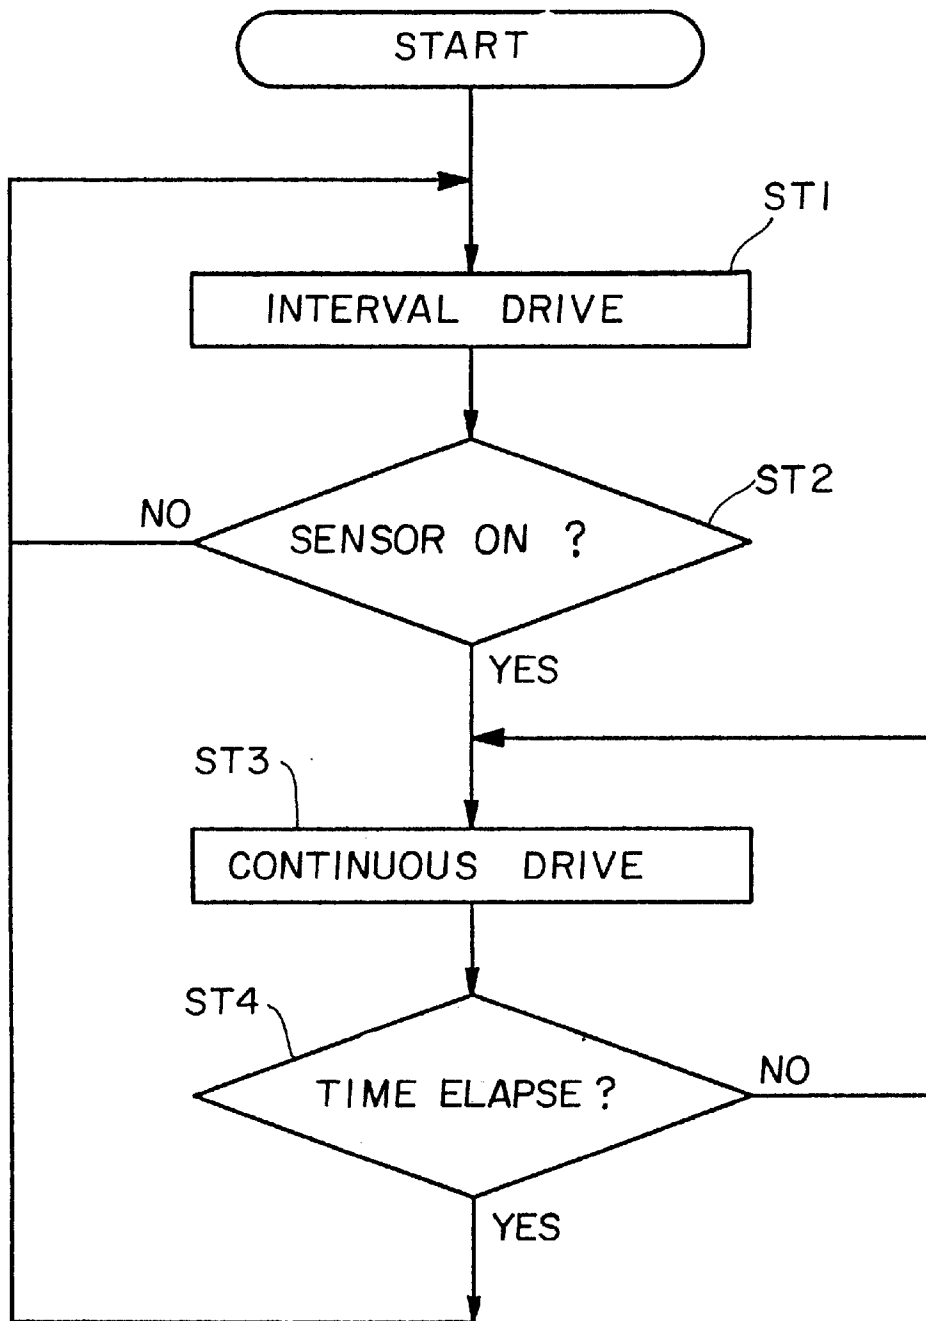 START
ST1
INTERVAL DRIVE
ST2
NO
SENSOR ON ?
YES
ST3
CONTINUOUS DRIVE
ST4
NO
TIME ELAPSE ?
YES